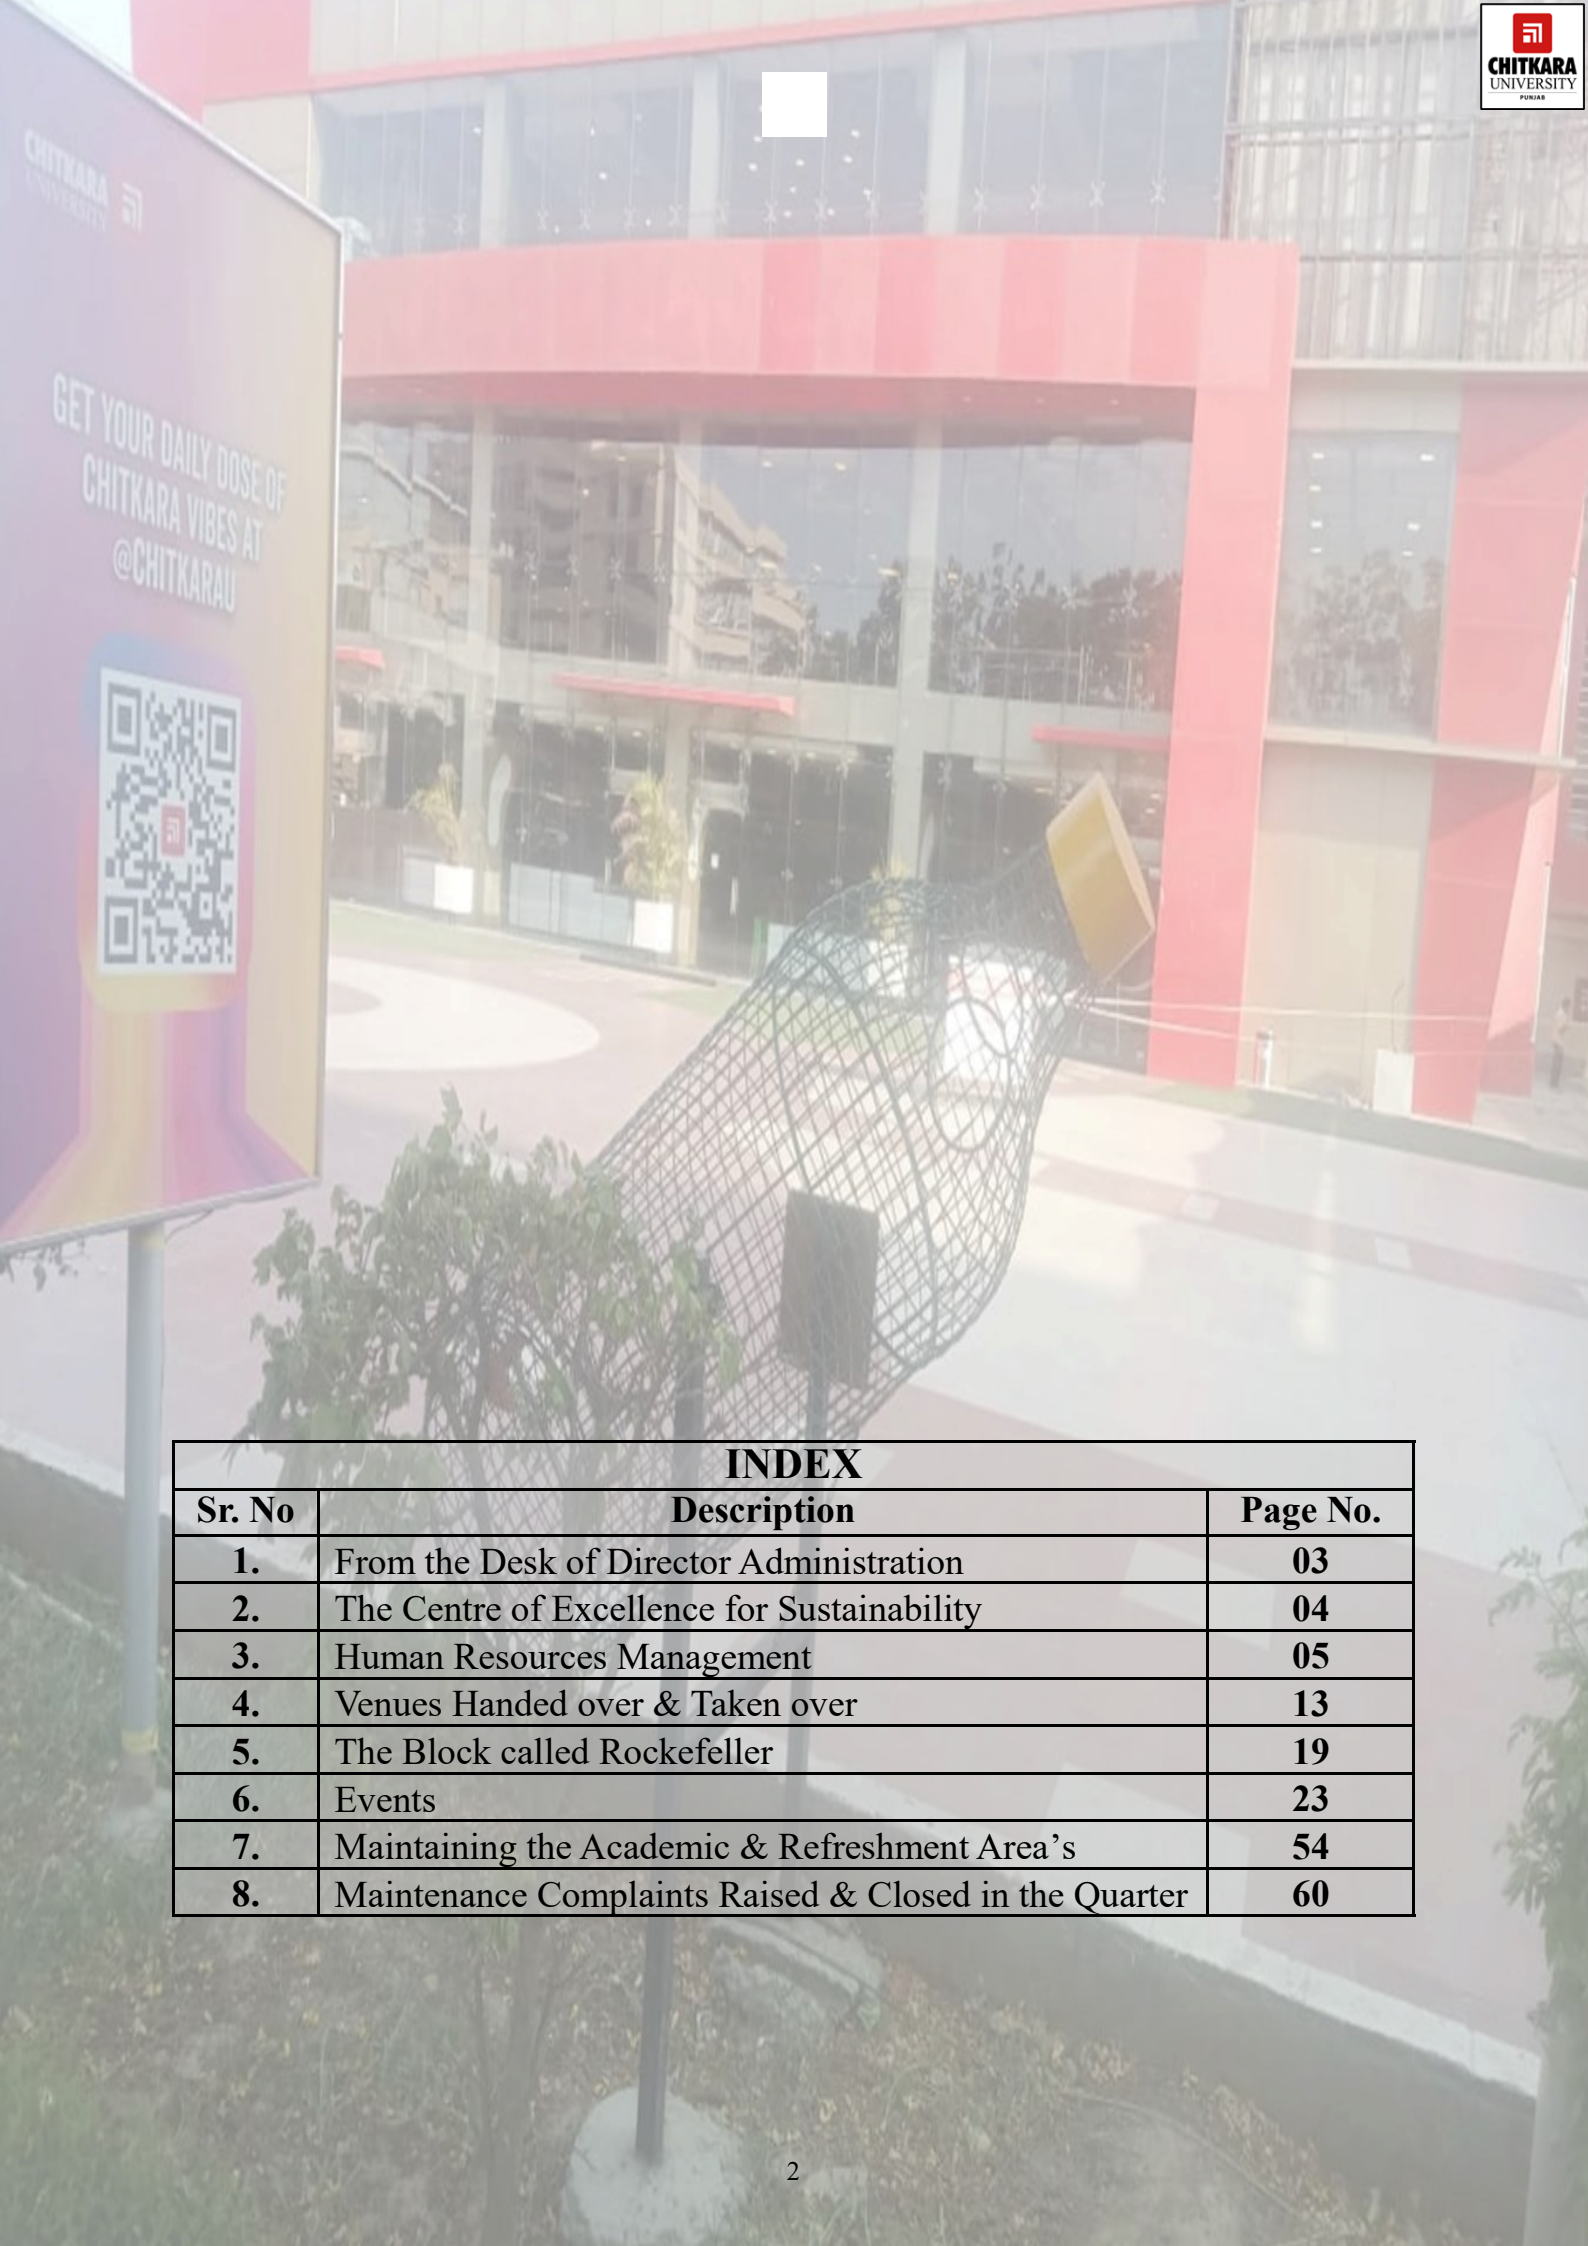 CHITKARA
UNIVERSITY
PUNJAB
CHITKARA
UNIVERSITY
GET YOUR DAILY DOSE OF
CHITKARA VIBES AT
@CHITKARAU
INDEX
Sr. No Description Page No.
1. From the Desk of Director Administration 03
2. The Centre of Excellence for Sustainability 04
3. Human Resources Management 05
4. Venues Handed over & Taken over 13
5. The Block called Rockefeller 19
6. Events 23
7. Maintaining the Academic & Refreshment Area’s 54
8. Maintenance Complaints Raised & Closed in the Quarter 60
2